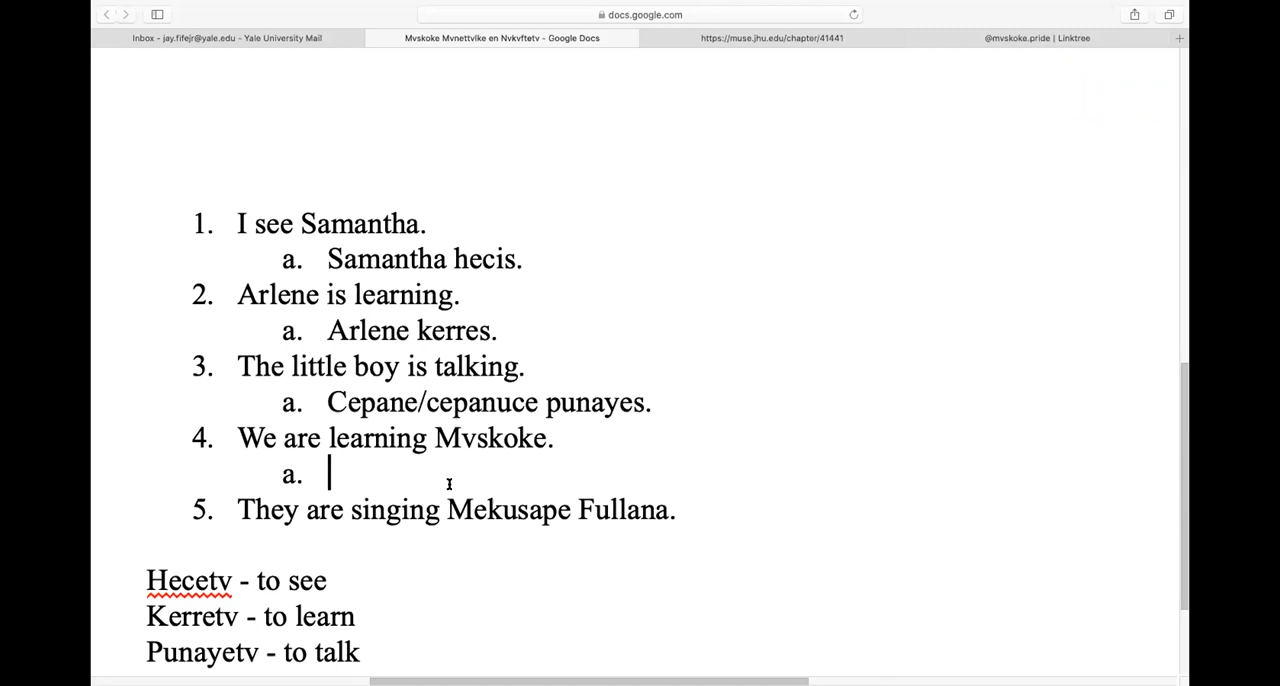 docs.google.com
Inbox - jay.fifejr@yale.edu - Yale University Mail
Mvskoke Mvnettvlke en Nvkvftetv - Google Docs
https://muse.jhu.edu/chapter/41441
@mvskoke.pride | Linktree
1. I see Samantha.
a. Samantha hecis.
2. Arlene is learning.
a. Arlene kerres.
3. The little boy is talking.
a. Cepane/cepanuce punayes.
4. We are learning Mvskoke.
a.
5. They are singing Mekusape Fullana.
Hecetv - to see
Kerretv - to learn
Punayetv - to talk